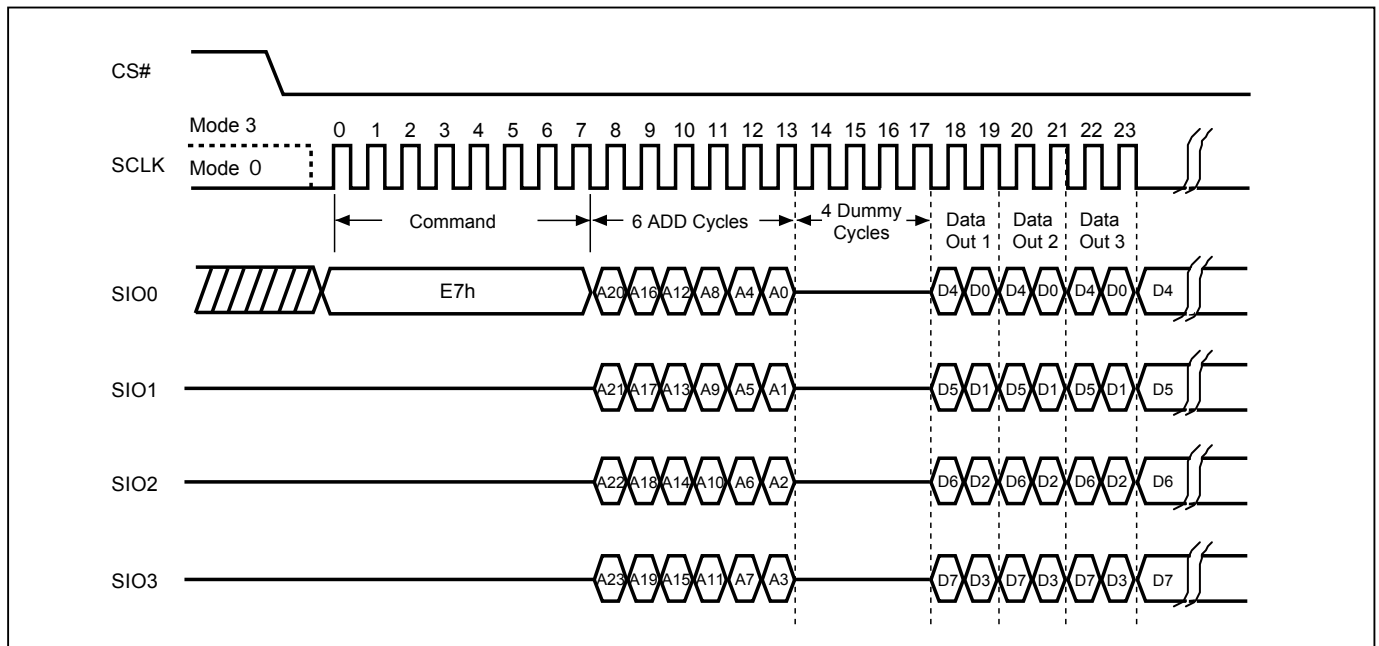 CS#
Mode 3
0 1 2 3 4 5 6 7 8 9 10 11 12 13 14 15 16 17 18 19 20 21 22 23
SCLK
Mode 0
Command
6 ADD Cycles
4 Dummy
Cycles
Data
Out 1
Data
Out 2
Data
Out 3
SIO0
E7h
A20 A16 A12 A8 A4 A0
D4 D0 D4 D0 D4 D0 D4
SIO1
A21 A17 A13 A9 A5 A1
D5 D1 D5 D1 D5 D1 D5
SIO2
A22 A18 A14 A10 A6 A2
D6 D2 D6 D2 D6 D2 D6
SIO3
A23 A19 A15 A11 A7 A3
D7 D3 D7 D3 D7 D3 D7